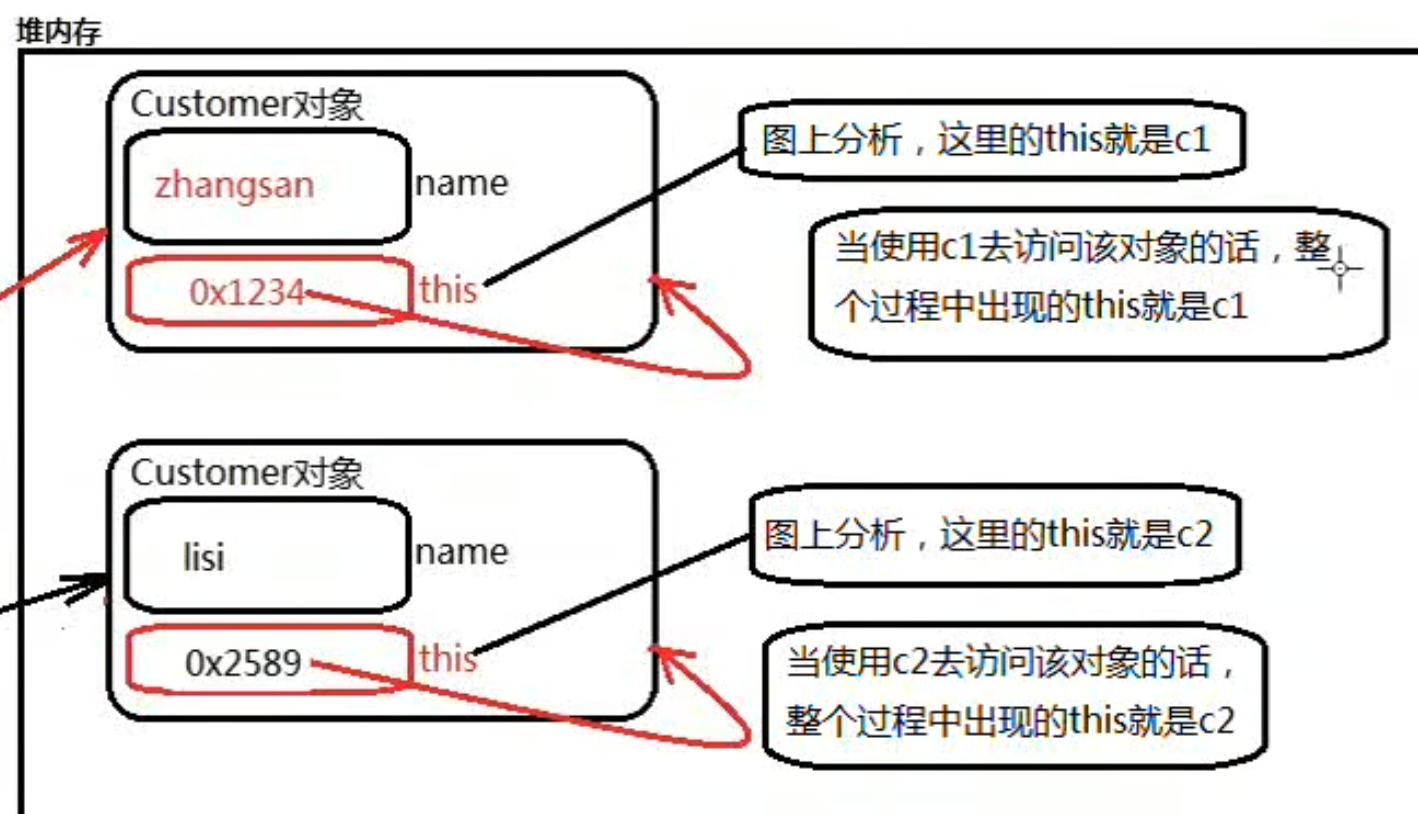 堆内存
Customer对象
zhangsan
name
0x1234
this
图上分析，这里的this就是c1
当使用c1去访问该对象的话，整
个过程中出现的this就是c1
Customer对象
lisi
name
0x2589
this
图上分析，这里的this就是c2
当使用c2去访问该对象的话，
整个过程中出现的this就是c2